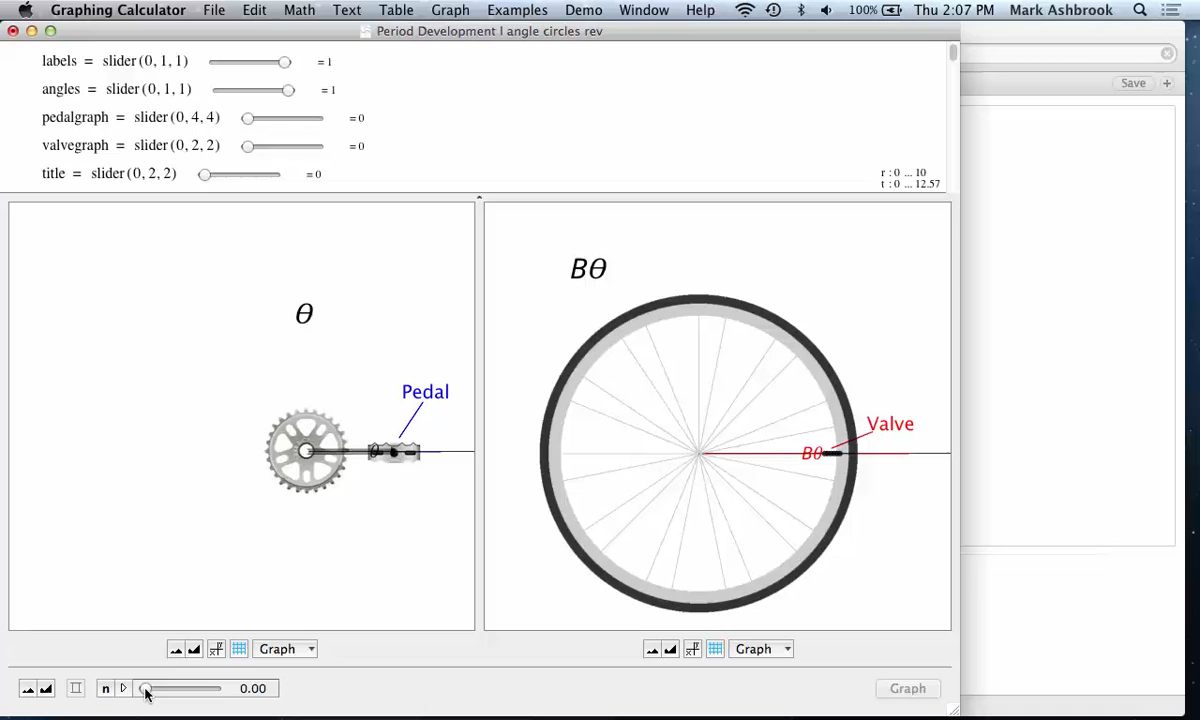 Graphing Calculator File Edit Math Text Table Graph Examples Demo Window Help 100% Thu 2:07 PM Mark Ashbrook
Period Development I angle circles rev
labels = slider (0, 1, 1) = 1
angles = slider (0, 1, 1) = 1
pedalgraph = slider (0, 4, 4) = 0
valvegraph = slider (0, 2, 2) = 0
title = slider (0, 2, 2) = 0
r : 0 ... 10
t : 0 ... 12.57
Save +
θ
Pedal
θ
Bθ
Valve
Bθ
Graph
Graph
n 0.00
Graph